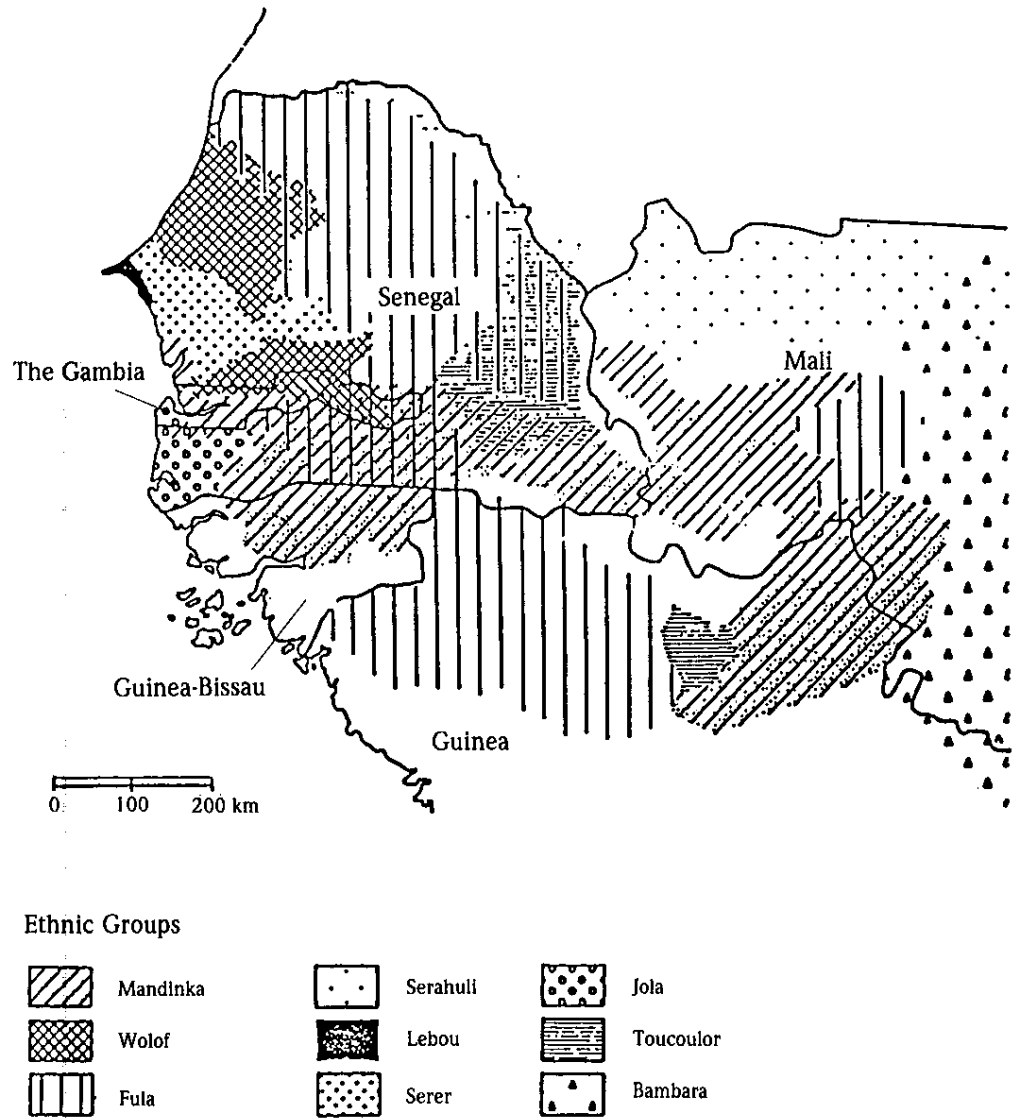 Senegal
The Gambia
Mali
Guinea-Bissau
Guinea
0 100 200 km
Ethnic Groups
Mandinka
Serahuli
Jola
Wolof
Lebou
Toucoulor
Fula
Serer
Bambara